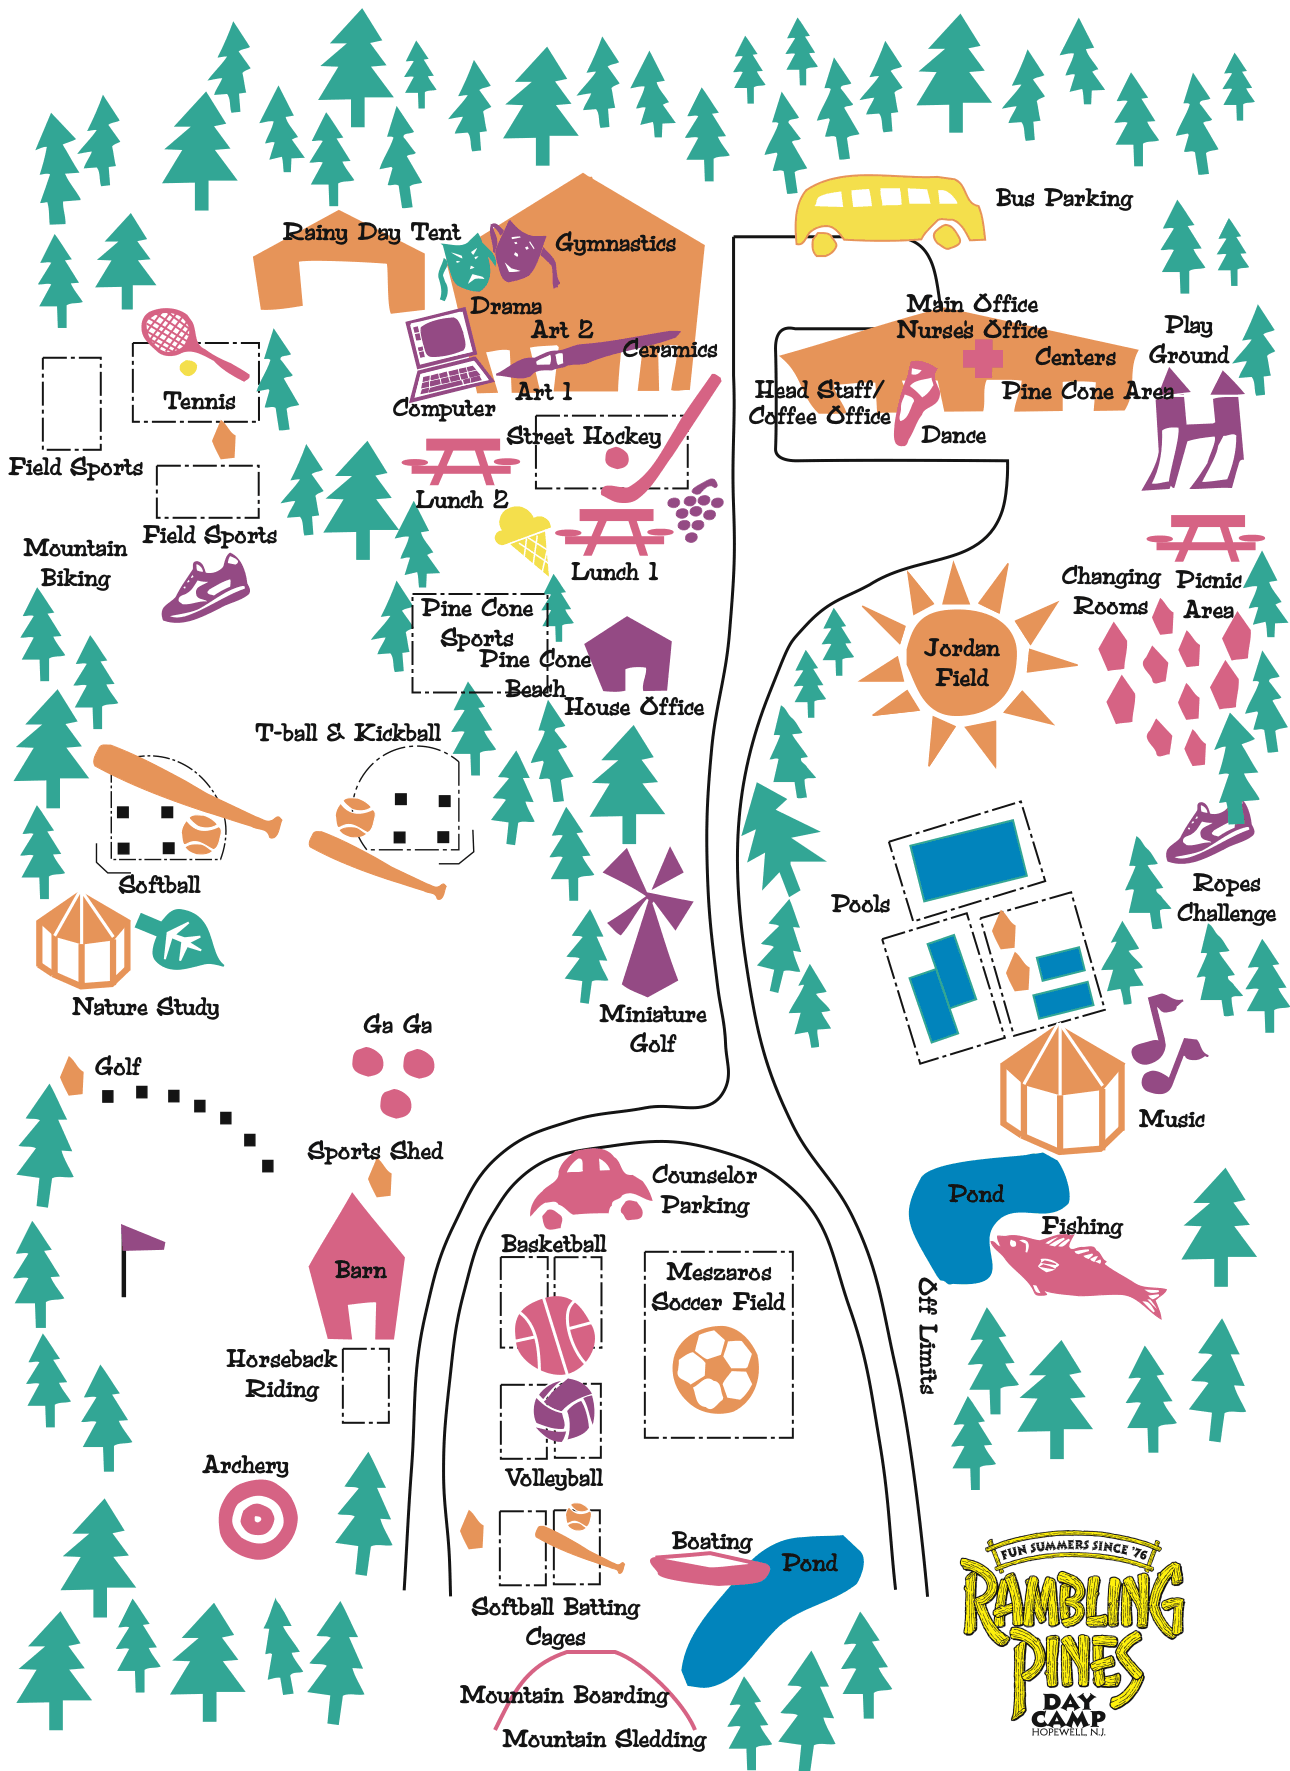 Bus Parking
Rainy Day Tent
Gymnastics
Drama
Art 2
Ceramics
Computer
Art 1
Main Office
Nurse's Office
Centers
Head Staff/
Coffee Office
Pine Cone Area
Dance
Play
Ground
Tennis
Field Sports
Field Sports
Street Hockey
Lunch 2
Lunch 1
Mountain
Biking
Pine Cone
Sports
Pine Cone
Beach
House Office
Jordan
Field
Changing
Rooms
Picnic
Area
T-ball & Kickball
Softball
Pools
Ropes
Challenge
Nature Study
Miniature
Golf
Ga Ga
Golf
Music
Sports Shed
Counselor
Parking
Pond
Fishing
Off Limits
Barn
Basketball
Meszaros
Soccer Field
Horseback
Riding
Archery
Volleyball
Boating
Pond
Softball Batting
Cages
Mountain Boarding
Mountain Sledding
FUN SUMMERS SINCE '76
RAMBLING
PINES
DAY
CAMP
HOPEWELL, N.J.